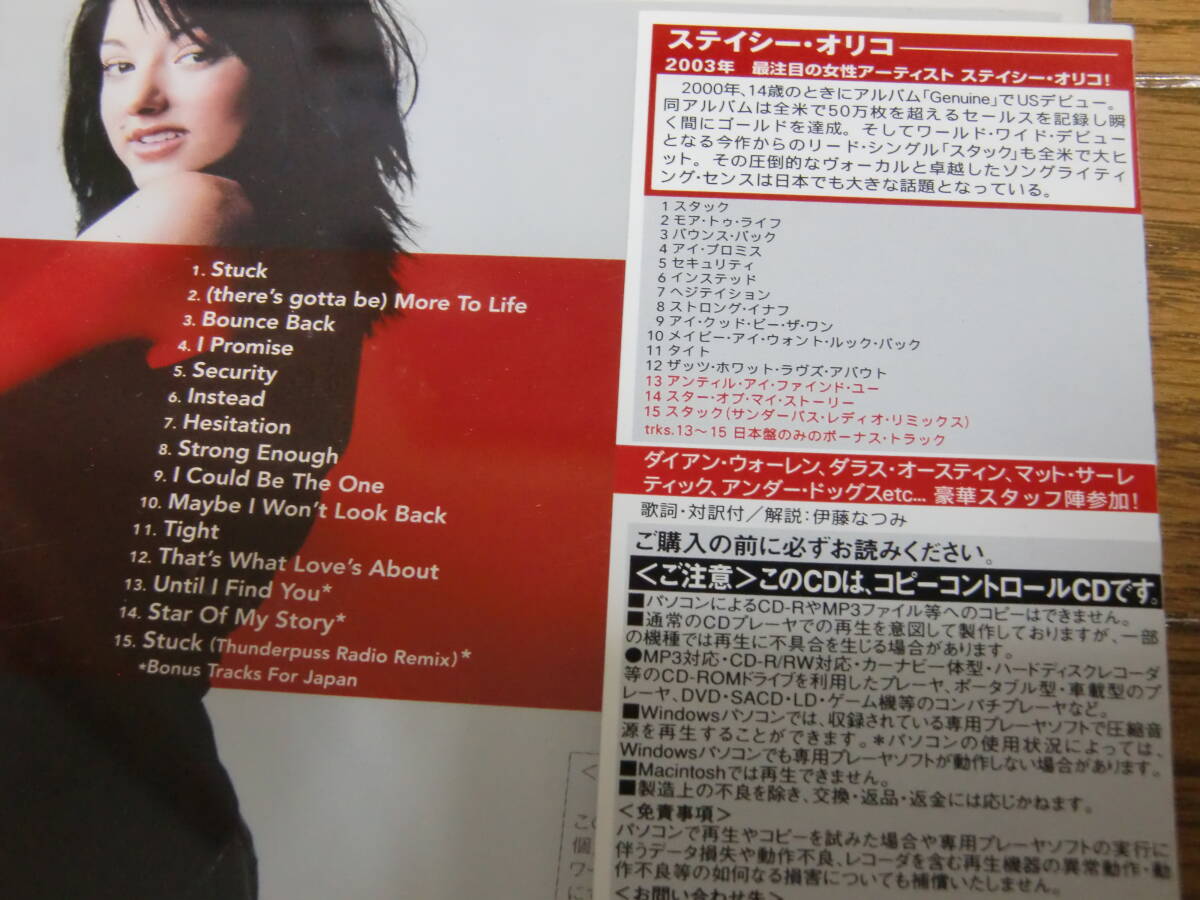 1. Stuck
2. (there's gotta be) More To Life
3. Bounce Back
4. I Promise
5. Security
6. Instead
7. Hesitation
8. Strong Enough
9. I Could Be The One
10. Maybe I Won't Look Back
11. Tight
12. That's What Love's About
13. Until I Find You*
14. Star Of My Story*
15. Stuck (Thunderpuss Radio Remix)*
*Bonus Tracks For Japan
ステイシー・オリコ
2003年 最注目の女性アーティスト ステイシー・オリコ!
2000年、14歳のときにアルバム「Genuine」でUSデビュー。
同アルバムは全米で50万枚を超えるセールスを記録し瞬
く間にゴールドを達成。そしてワールド・ワイド・デビュー
となる今作からのリード・シングル「スタック」も全米で大ヒ
ット。その圧倒的なヴォーカルと卓越したソングライティ
ング・センスは日本でも大きな話題となっている。
1 スタック
2 モア・トゥ・ライフ
3 バウンス・バック
4 アイ・プロミス
5 セキュリティ
6 インステッド
7 ヘジテイション
8 ストロング・イナフ
9 アイ・クッド・ビー・ザ・ワン
10 メイビー・アイ・ウォント・ルック・バック
11 タイト
12 ザッツ・ホワット・ラヴズ・アバウト
13 アンティル・アイ・ファインド・ユー
14 スター・オブ・マイ・ストーリー
15 スタック(サンダーパス・レディオ・リミックス)
trks.13〜15 日本盤のみのボーナス・トラック
ダイアン・ウォーレン、ダラス・オースティン、マット・サーレ
ティック、アンダー・ドッグスetc... 豪華スタッフ陣参加!
歌詞・対訳付/解説:伊藤なつみ
ご購入の前に必ずお読みください。
<ご注意>このCDは、コピーコントロールCDです。
■パソコンによるCD-RやMP3ファイル等へのコピーはできません。
■通常のCDプレーヤでの再生を意図して製作しておりますが、一部
の機種では再生に不具合を生じる場合があります。
●MP3対応・CD-R/RW対応・カーナビ一体型・ハードディスクレコーダ
等のCD-ROMドライブを利用したプレーヤ、ポータブル型・車載型のプ
レーヤ、DVD・SACD・LD・ゲーム機等のコンパチプレーヤなど。
■Windowsパソコンでは、収録されている専用プレーヤソフトで圧縮音
源を再生することができます。*パソコンの使用状況によっては、
Windowsパソコンでも専用プレーヤソフトが動作しない場合があります。
■Macintoshでは再生できません。
■製造上の不良を除き、交換・返品・返金には応じかねます。
<免責事項>
パソコンで再生やコピーを試みた場合や専用プレーヤソフトの実行に
伴うデータ損失や動作不良、レコーダを含む再生機器の異常動作・動
作不良等の如何なる損害についても補償いたしません。
<お問い合わせ先>